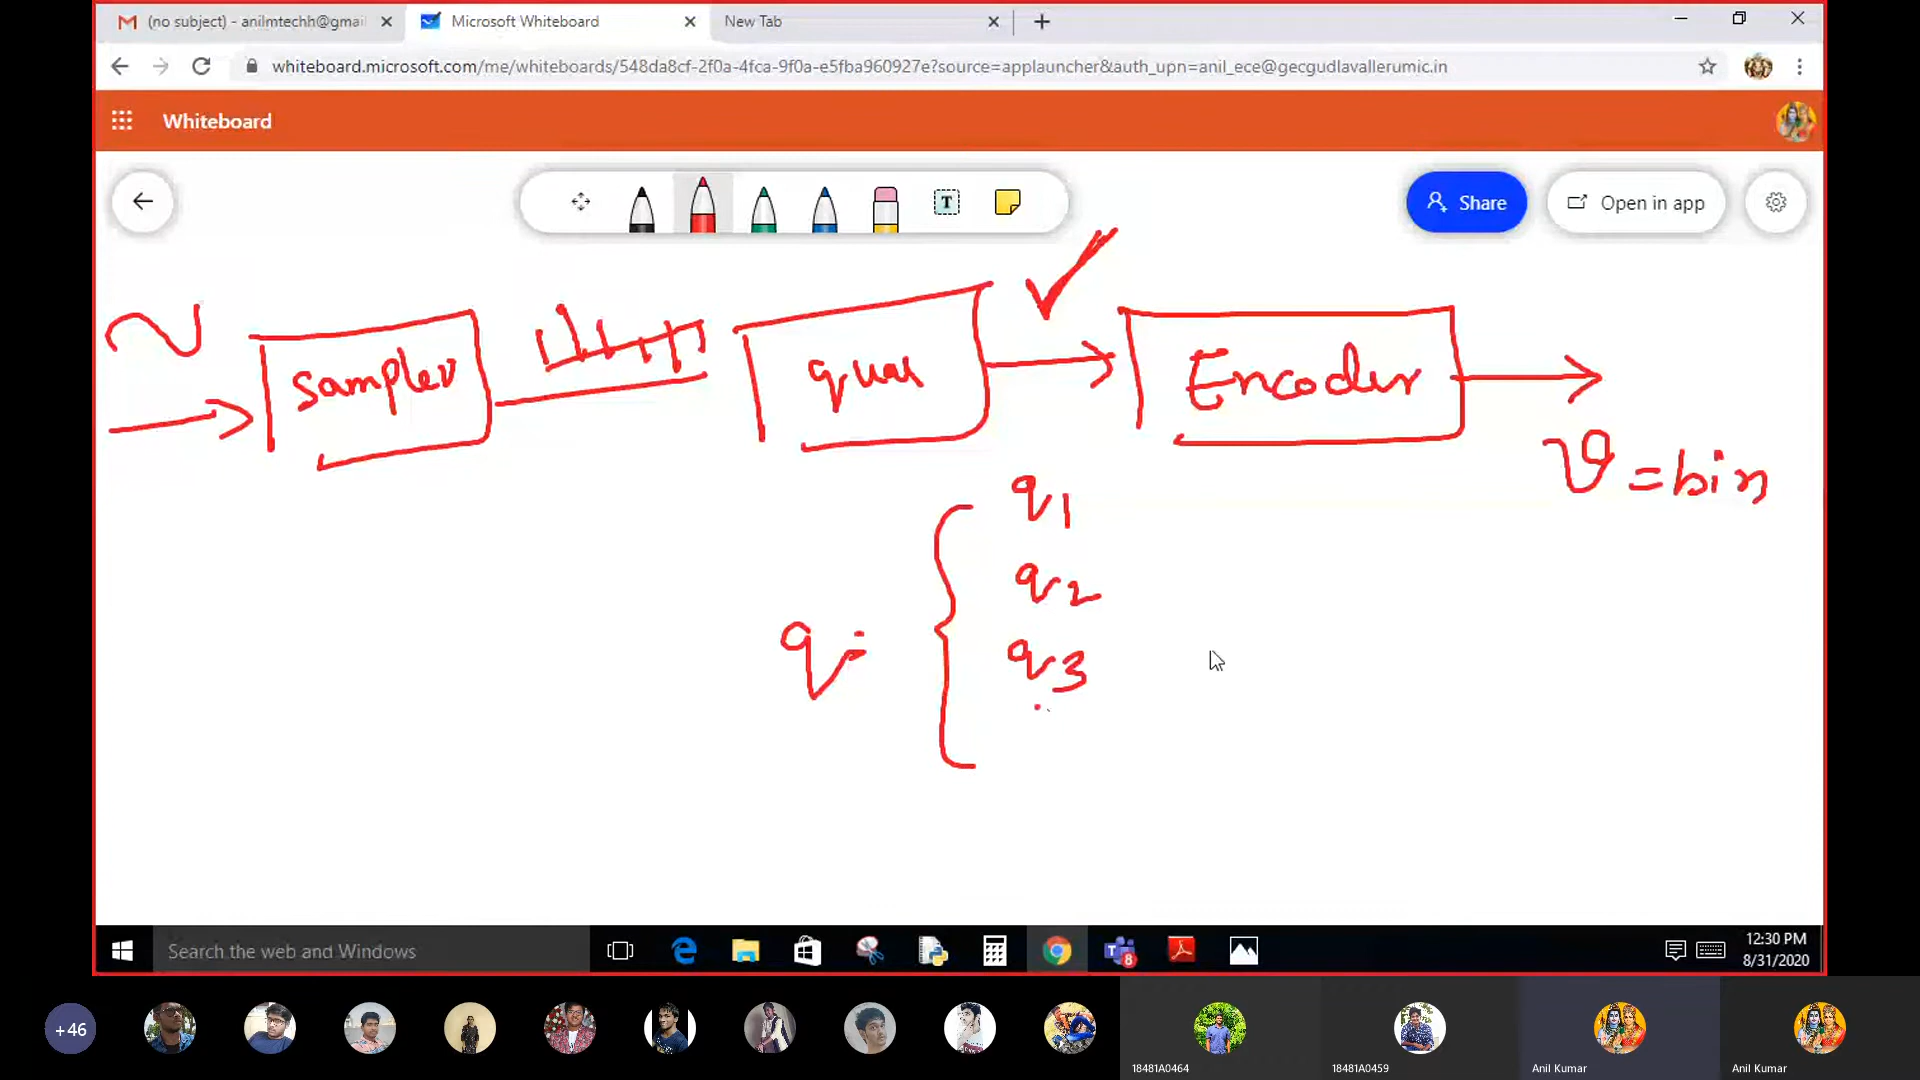 (no subject) - anilmtechh@gmai
Microsoft Whiteboard
New Tab
whiteboard.microsoft.com/me/whiteboards/548da8cf-2f0a-4fca-9f0a-e5fba960927e?source=applauncher&auth_upn=anil_ece@gecgudlavallerumic.in
Whiteboard
T
Share
Open in app
sampler
quan
Encoder
= bin
q1
q2
q3
q=
Search the web and Windows
8
12:30 PM
8/31/2020
+46
18481A0464
18481A0459
Anil Kumar
Anil Kumar